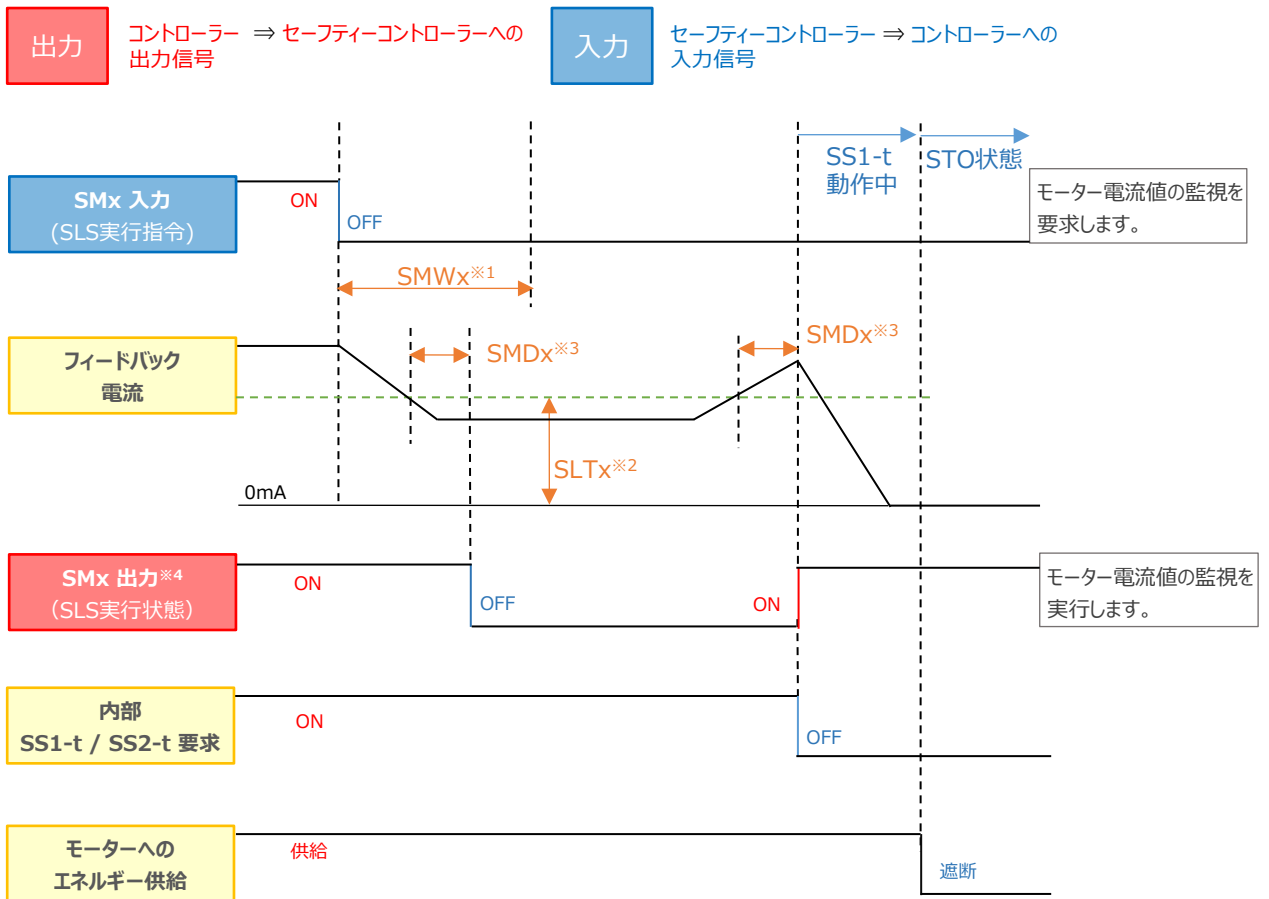 出力
コントローラー ⇒ セーフティーコントローラーへの
出力信号
入力
セーフティーコントローラー ⇒ コントローラーへの
入力信号
SS1-t
動作中
STO状態
SMx 入力
(SLS実行指令)
ON
OFF
モーター電流値の監視を
要求します。
SMWx※1
フィードバック
電流
SMDx※3
SMDx※3
SLTx※2
0mA
SMx 出力※4
（SLS実行状態）
ON
OFF
ON
モーター電流値の監視を
実行します。
内部
SS1-t / SS2-t 要求
ON
OFF
モーターへの
エネルギー供給
供給
遮断